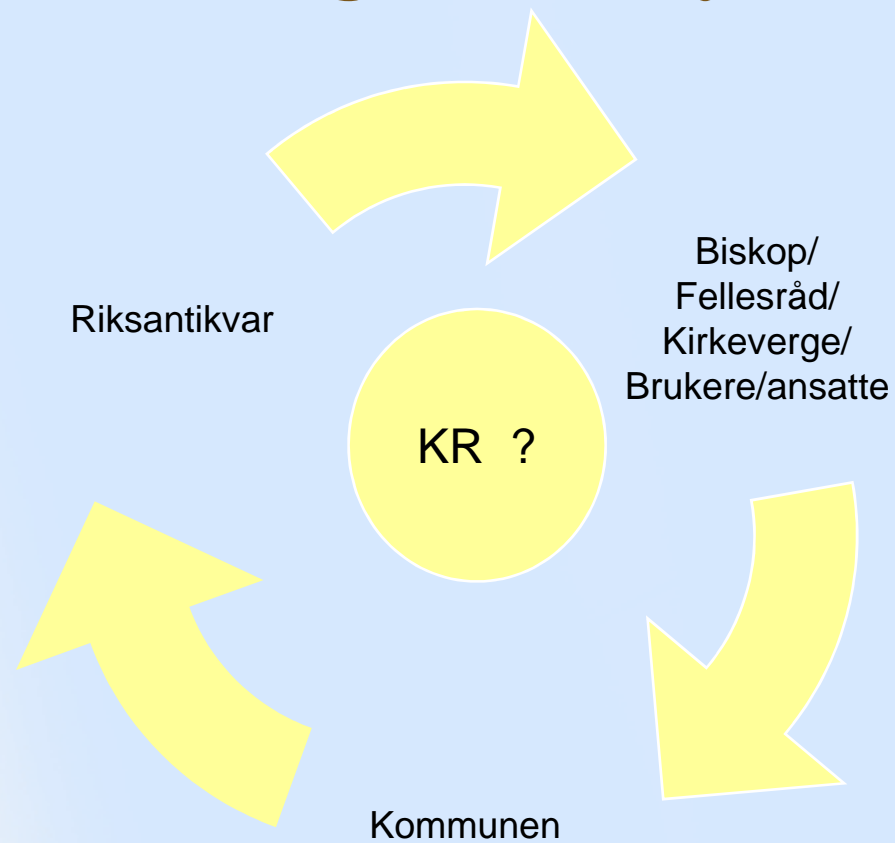 Biskop/
Fellesråd/
Kirkeverge/
Brukere/ansatte
Riksantikvar
KR ?
Kommunen